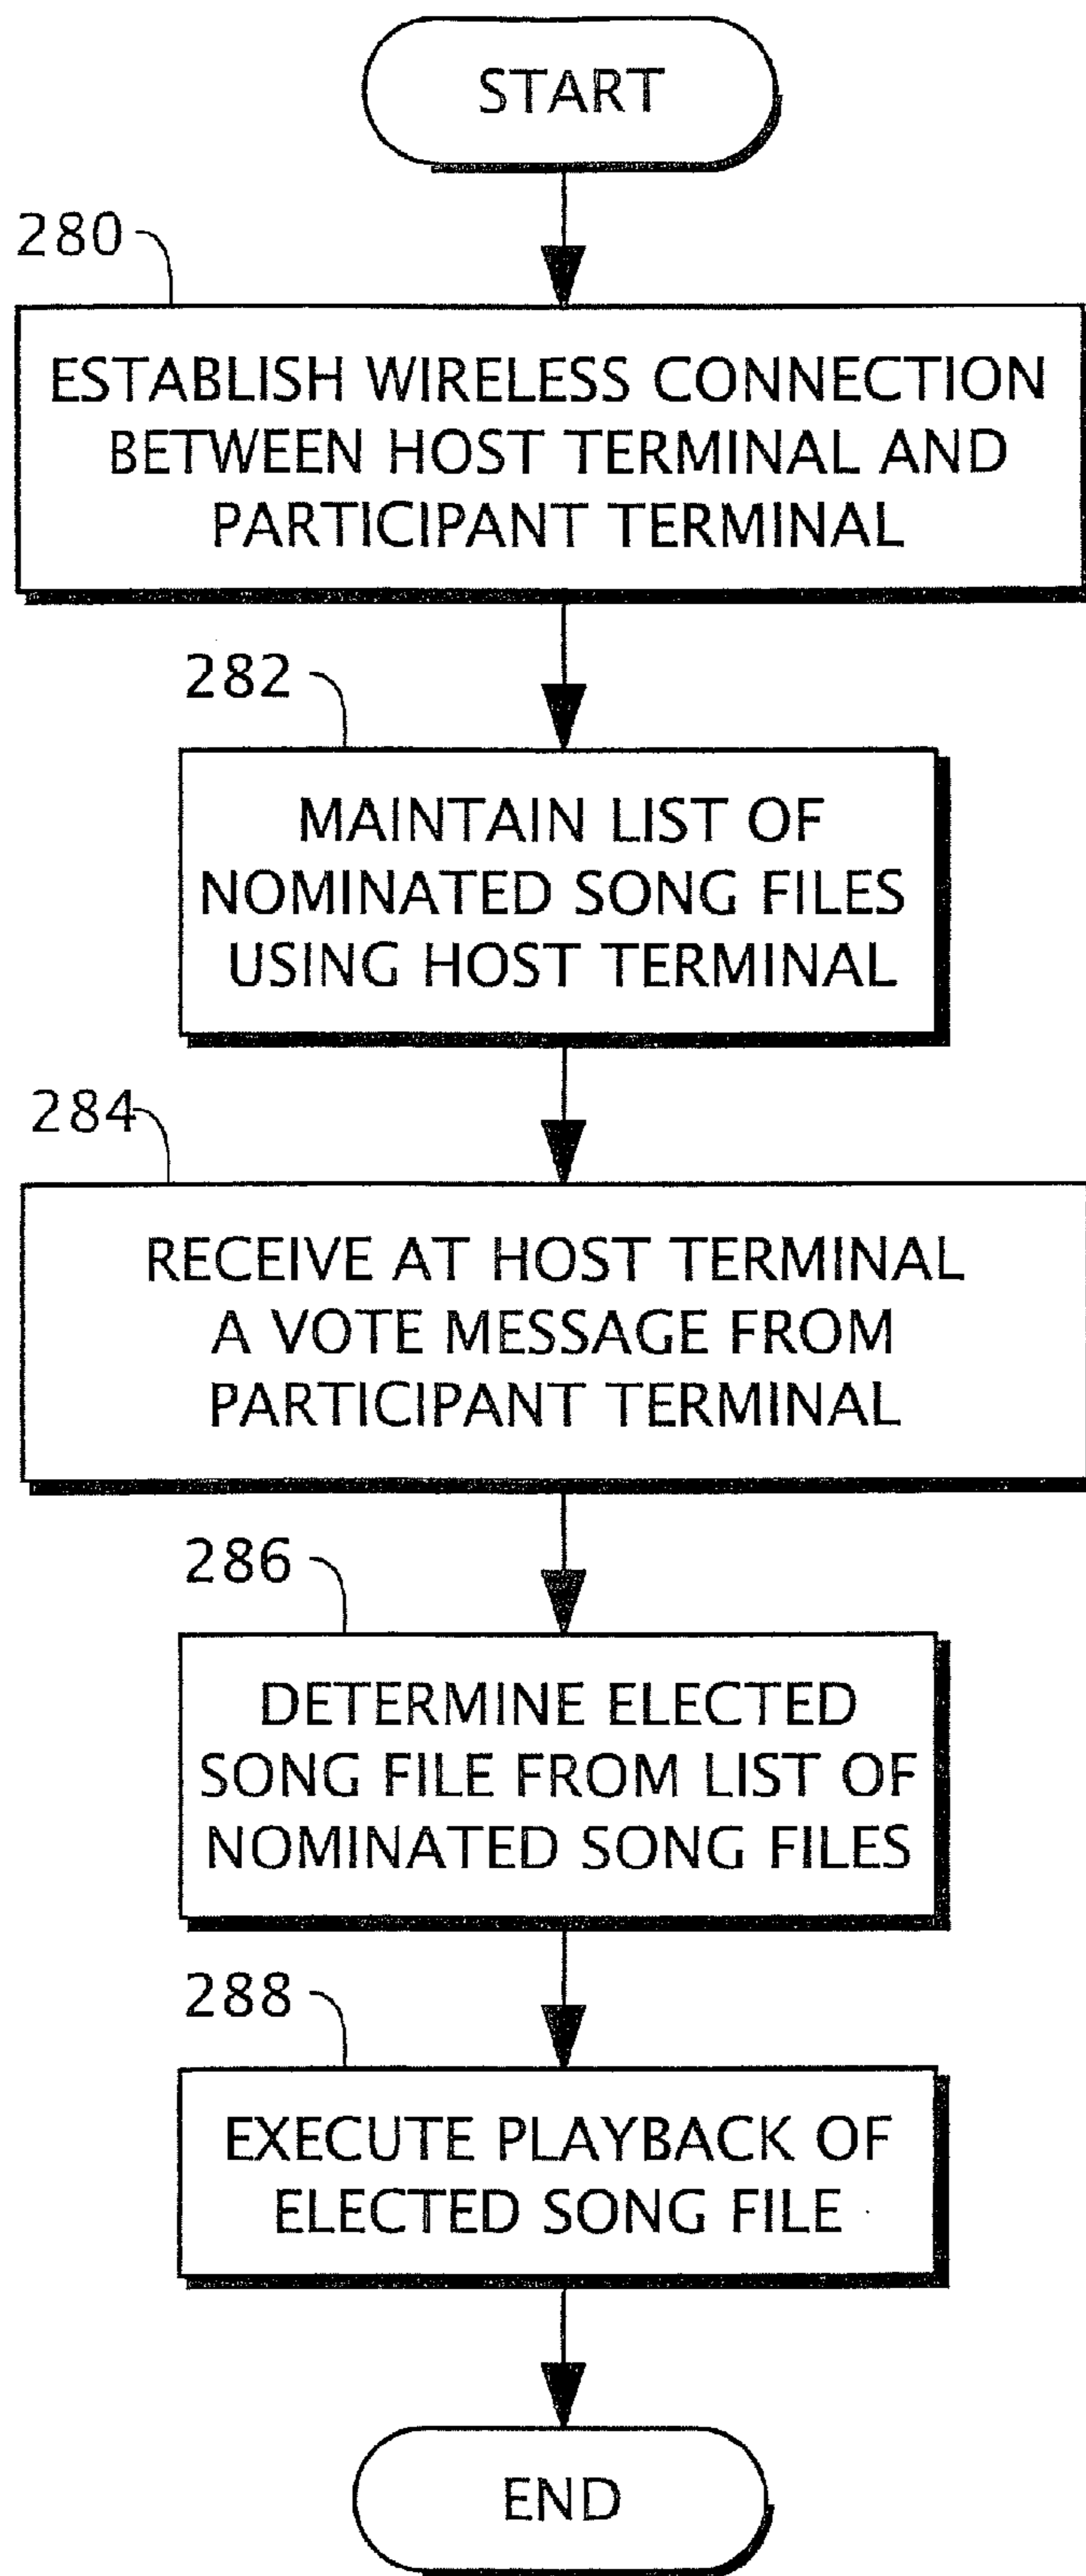 START
280
ESTABLISH WIRELESS CONNECTION
BETWEEN HOST TERMINAL AND
PARTICIPANT TERMINAL
282
MAINTAIN LIST OF
NOMINATED SONG FILES
USING HOST TERMINAL
284
RECEIVE AT HOST TERMINAL
A VOTE MESSAGE FROM
PARTICIPANT TERMINAL
286
DETERMINE ELECTED
SONG FILE FROM LIST OF
NOMINATED SONG FILES
288
EXECUTE PLAYBACK OF
ELECTED SONG FILE
END